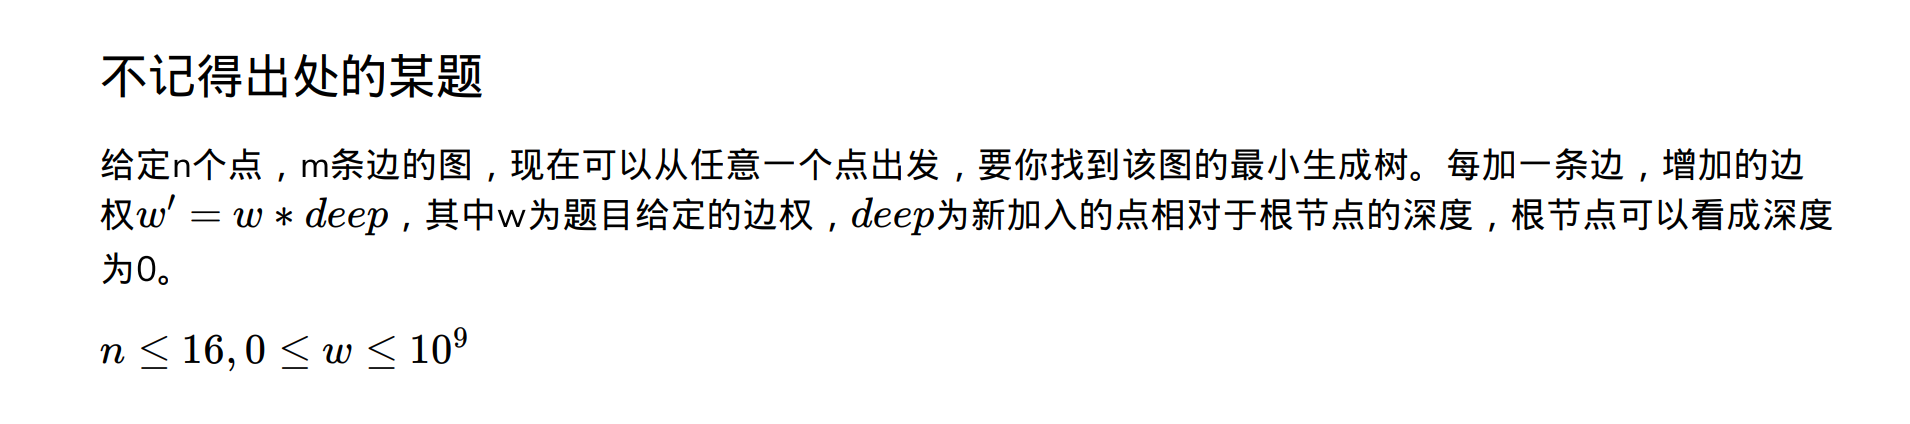 不记得出处的某题
给定n个点，m条边的图，现在可以从任意一个点出发，要你找到该图的最小生成树。每加一条边，增加的边
权w′ = w * deep，其中w为题目给定的边权，deep为新加入的点相对于根节点的深度，根节点可以看成深度
为0。
n ≤ 16, 0 ≤ w ≤ 10⁹